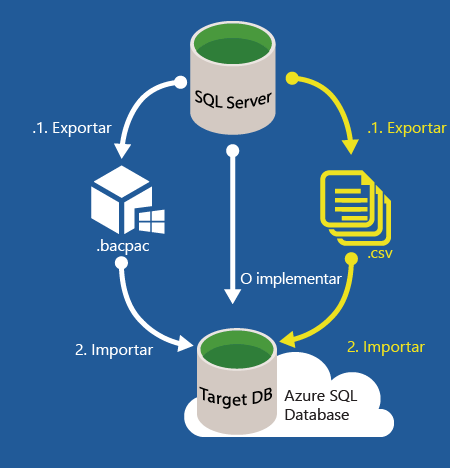 SQL Server
.1. Exportar
.1. Exportar
.bacpac
.csv
O implementar
2. Importar
2. Importar
Target DB
Azure SQL
Database